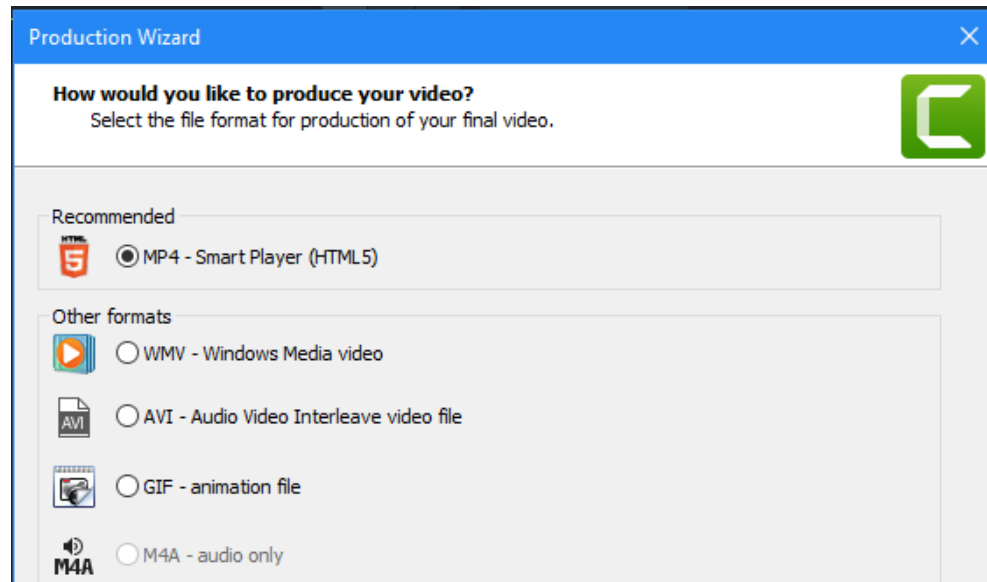 Production Wizard
How would you like to produce your video?
Select the file format for production of your final video.
Recommended
HTML
5
MP4 - Smart Player (HTML5)
Other formats
WMV - Windows Media video
AVI
AVI - Audio Video Interleave video file
GIF - animation file
M4A
M4A - audio only